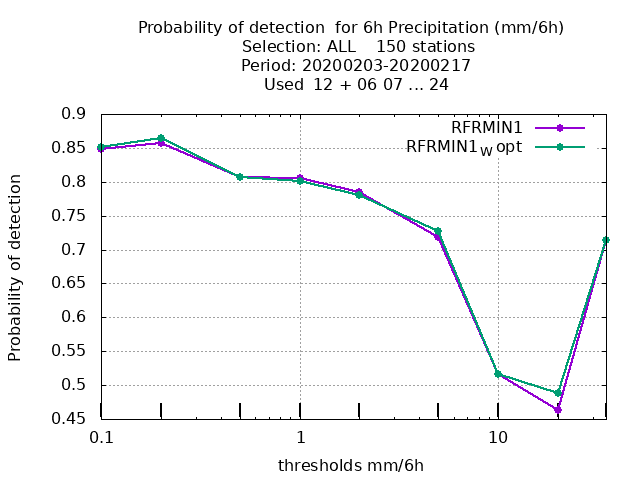 Probability of detection  for 6h Precipitation (mm/6h)
Selection: ALL    150 stations
Period: 20200203-20200217
Used  12 + 06 07 ... 24
RFRMIN1
RFRMIN1W opt
Probability of detection
0.9
0.85
0.8
0.75
0.7
0.65
0.6
0.55
0.5
0.45
0.1 1 10
thresholds mm/6h